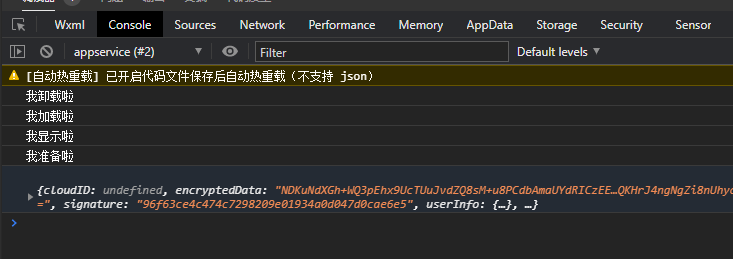 Wxml Console Sources Network Performance Memory AppData Storage Security Sensor
appservice (#2) Filter Default levels
[自动热重载] 已开启代码文件保存后自动热重载（不支持 json）
我卸载啦
我加载啦
我显示啦
我准备啦
{cloudID: undefined, encryptedData: "NDKuNdXGh+WQ3pEhx9UcTUuJvdZQ8sM+u8PCdbAmaUYdRICzEE…QKHrJ4ngNgZi8nUhyd
=", signature: "96f63ce4c474c7298209e01934a0d047d0cae6e5", userInfo: {…}, …}